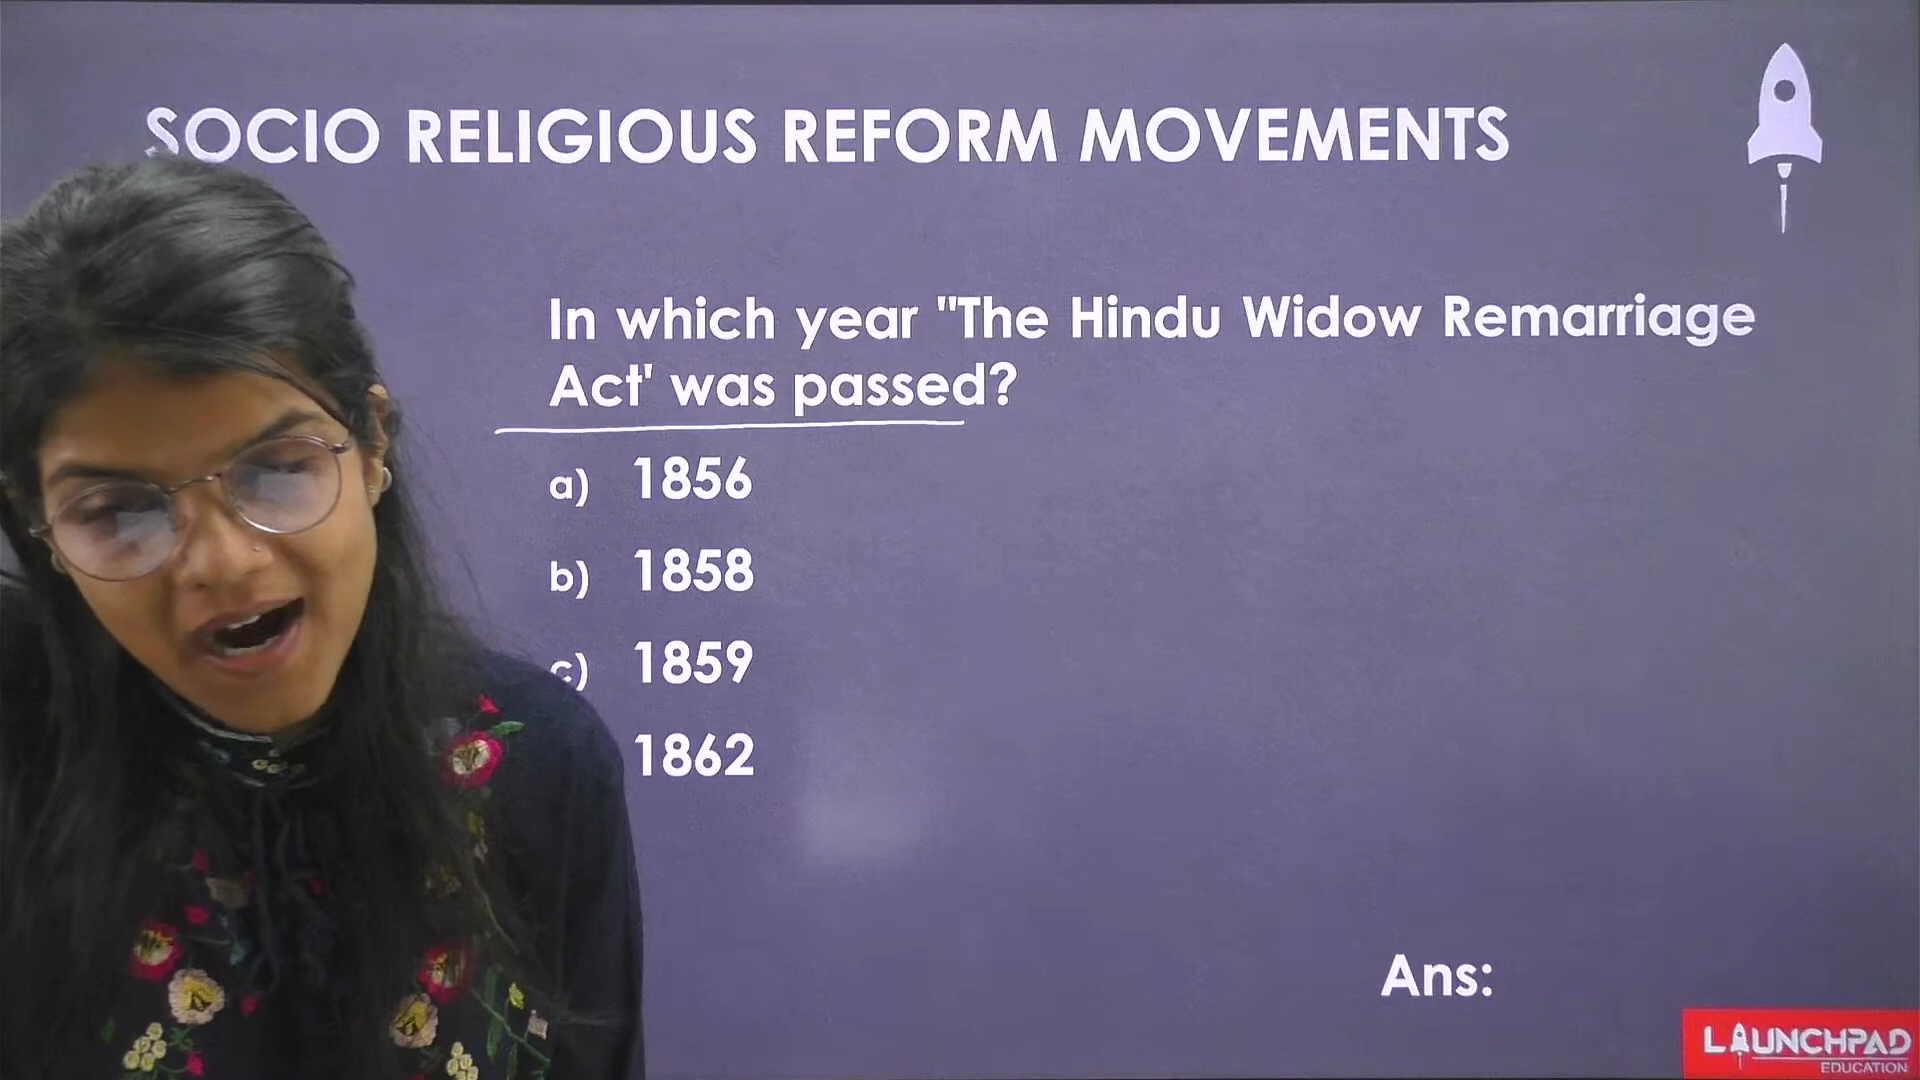 SOCIO RELIGIOUS REFORM MOVEMENTS
In which year "The Hindu Widow Remarriage
Act' was passed?
a) 1856
b) 1858
c) 1859
1862
Ans:
LAUNCHPAD
EDUCATION